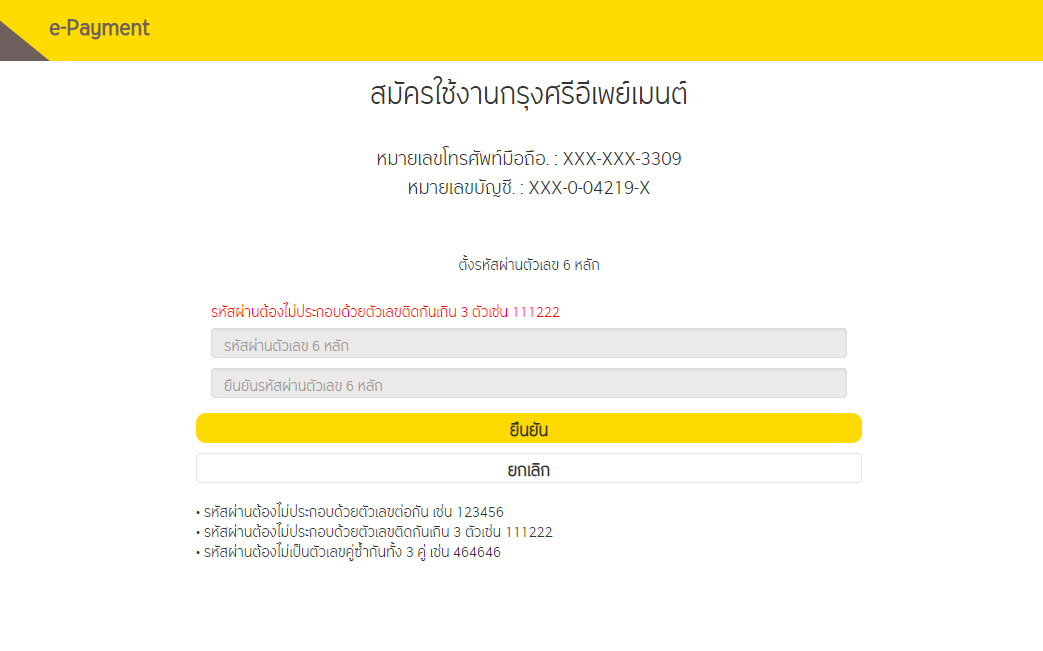 e-Payment
สมัครใช้งานกรุงศรีอีเพย์เมนต์
หมายเลขโทรศัพท์มือถือ. : XXX-XXX-3309
หมายเลขบัญชี. : XXX-0-04219-X
ตั้งรหัสผ่านตัวเลข 6 หลัก
รหัสผ่านต้องไม่ประกอบด้วยตัวเลขติดกันเกิน 3 ตัวเช่น 111222
รหัสผ่านตัวเลข 6 หลัก
ยืนยันรหัสผ่านตัวเลข 6 หลัก
ยืนยัน
ยกเลิก
• รหัสผ่านต้องไม่ประกอบด้วยตัวเลขต่อกัน เช่น 123456
• รหัสผ่านต้องไม่ประกอบด้วยตัวเลขติดกันเกิน 3 ตัวเช่น 111222
• รหัสผ่านต้องไม่เป็นตัวเลขคู่ซ้ำกันทั้ง 3 คู่ เช่น 464646